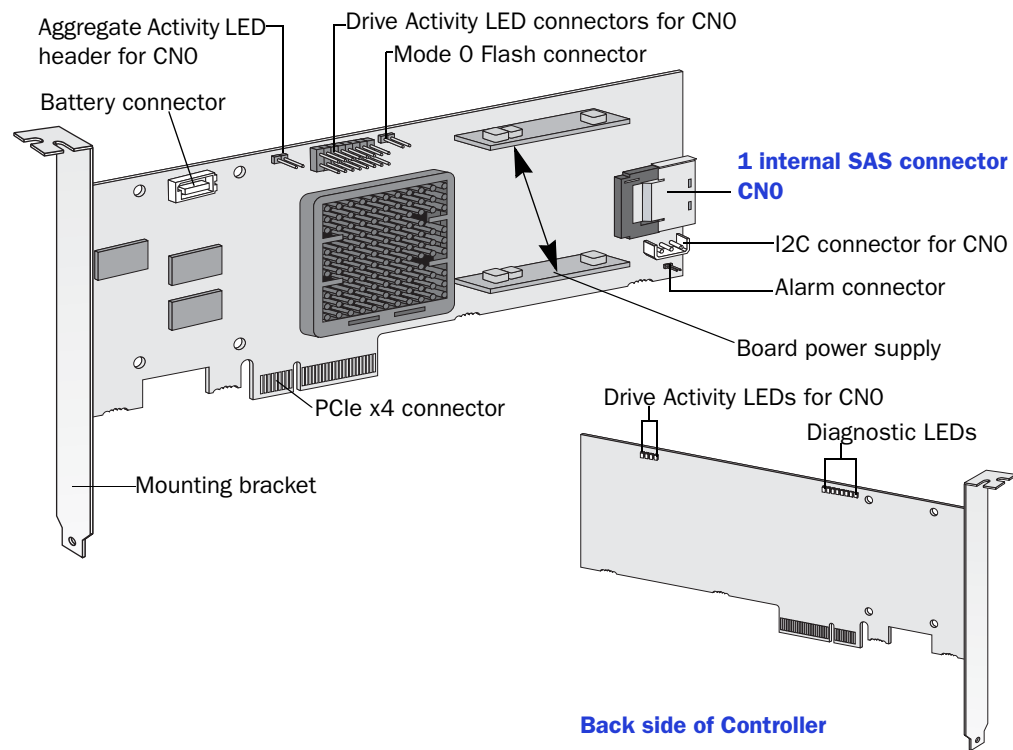 Aggregate Activity LED
header for CN0
Drive Activity LED connectors for CN0
Mode 0 Flash connector
Battery connector
1 internal SAS connector
CN0
I2C connector for CN0
Alarm connector
Board power supply
PCIe x4 connector
Mounting bracket
Drive Activity LEDs for CN0
Diagnostic LEDs
Back side of Controller